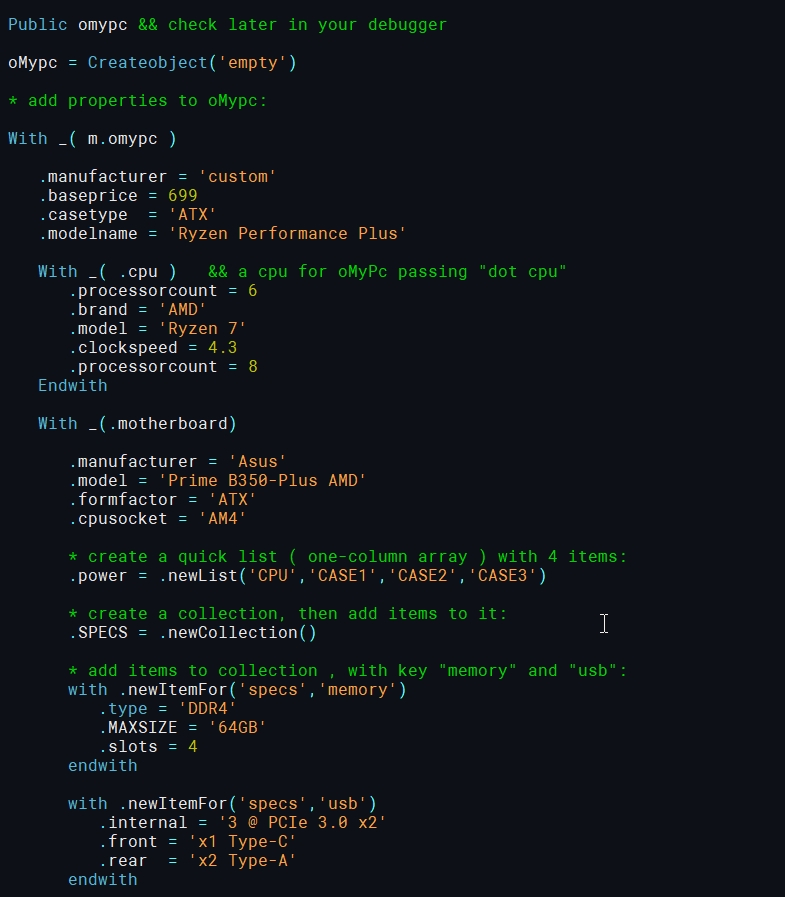 Public omypc && check later in your debugger
oMypc = Createobject('empty')
* add properties to oMypc:
With _( m.omypc )
.manufacturer = 'custom'
.baseprice = 699
.casetype  = 'ATX'
.modelname = 'Ryzen Performance Plus'
With _( .cpu )   && a cpu for oMyPc passing "dot cpu"
.processorcount = 6
.brand = 'AMD'
.model = 'Ryzen 7'
.clockspeed = 4.3
.processorcount = 8
Endwith
With _(.motherboard)
.manufacturer = 'Asus'
.model = 'Prime B350-Plus AMD'
.formfactor = 'ATX'
.cpusocket = 'AM4'
* create a quick list ( one-column array ) with 4 items:
.power = .newList('CPU','CASE1','CASE2','CASE3')
* create a collection, then add items to it:
.SPECS = .newCollection()
* add items to collection , with key "memory" and "usb":
with .newItemFor('specs','memory')
.type = 'DDR4'
.MAXSIZE = '64GB'
.slots = 4
endwith
with .newItemFor('specs','usb')
.internal = '3 @ PCIe 3.0 x2'
.front = 'x1 Type-C'
.rear  = 'x2 Type-A'
endwith